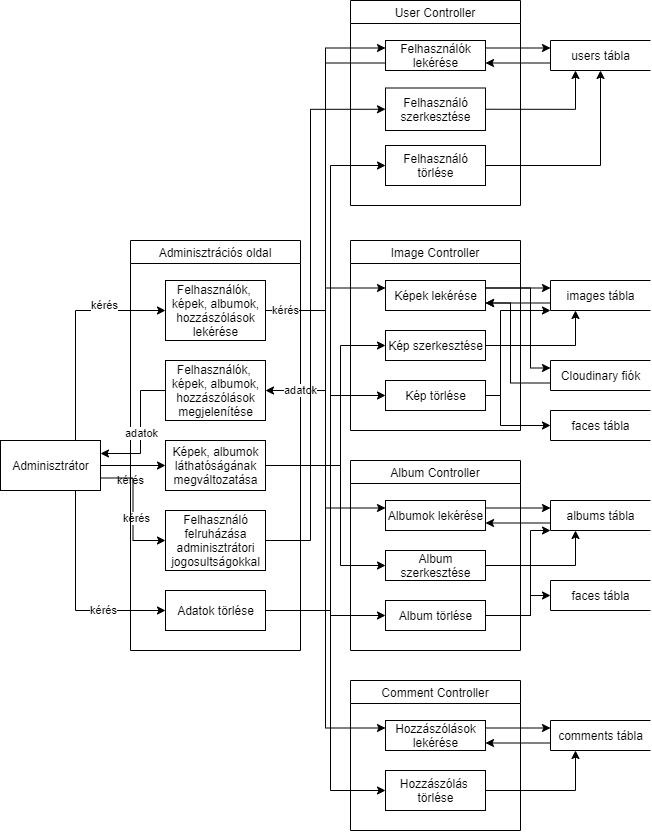 User Controller
Felhasználók
lekérése
users tábla
Felhasználó
szerkesztése
Felhasználó
törlése
Adminisztrációs oldal
Felhasználók,
képek, albumok,
hozzászólások
lekérése
kérés
kérés
Felhasználók,
képek, albumok,
hozzászólások
megjelenítése
adatok
adatok
Adminisztrátor
Képek, albumok
láthatóságának
megváltozatása
kérés
Felhasználó
felruházása
adminisztrátori
jogosultságokkal
kérés
Adatok törlése
kérés
Image Controller
Képek lekérése
images tábla
Kép szerkesztése
Cloudinary fiók
Kép törlése
faces tábla
Album Controller
Albumok lekérése
albums tábla
Album
szerkesztése
faces tábla
Album törlése
Comment Controller
Hozzászólások
lekérése
comments tábla
Hozzászólás
törlése